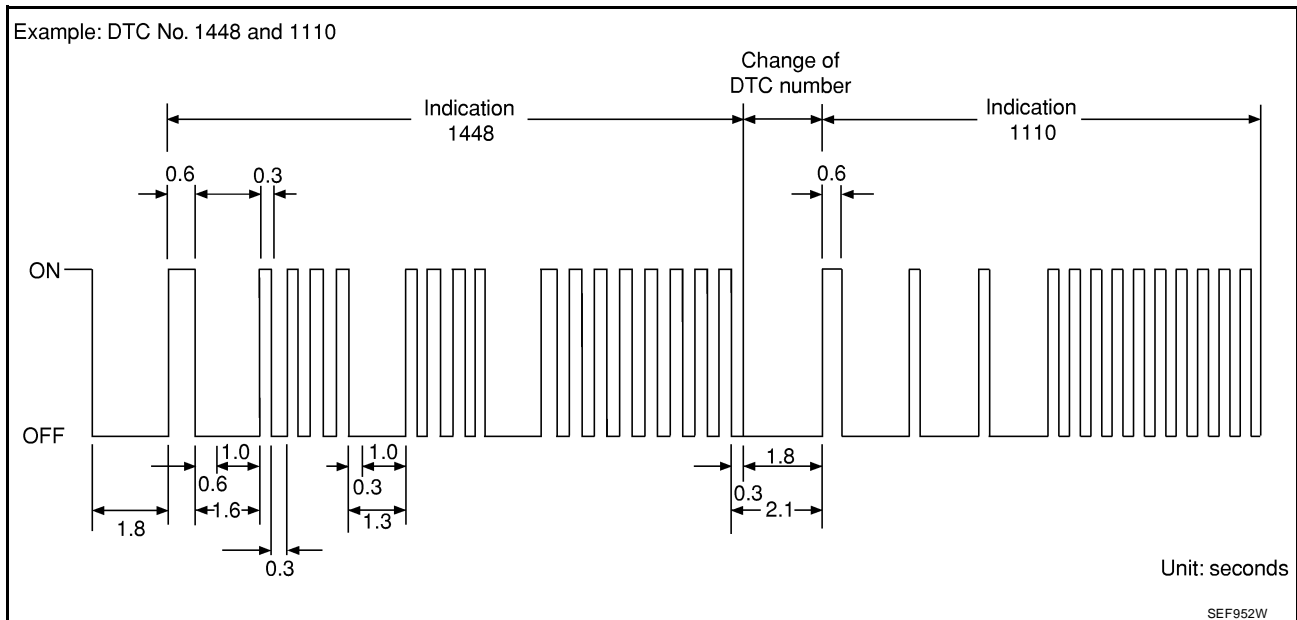 Example: DTC No. 1448 and 1110
Change of
DTC number
Indication
1448
Indication
1110
0.6
0.3
0.6
ON
OFF
1.0
0.6
1.6
1.0
0.3
1.3
1.8
0.3
2.1
1.8
0.3
Unit: seconds
SEF952W